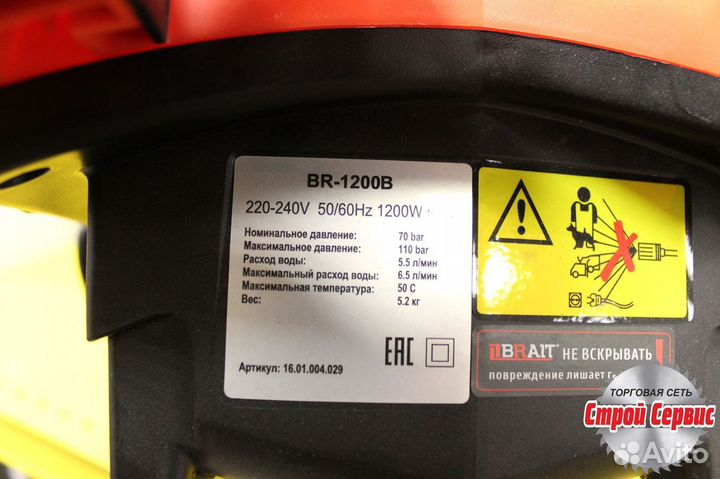 BR-1200B
220-240V 50/60Hz 1200W
Номинальное давление: 70 bar
Максимальное давление: 110 bar
Расход воды: 5.5 л/мин
Максимальный расход воды: 6.5 л/мин
Максимальная температура: 50 C
Вес: 5.2 кг
Артикул: 16.01.004.029
EAC
BRAIT НЕ ВСКРЫВАТЬ!
повреждение лишает
ТОРГОВАЯ СЕТЬ
Строй Сервис
Avito